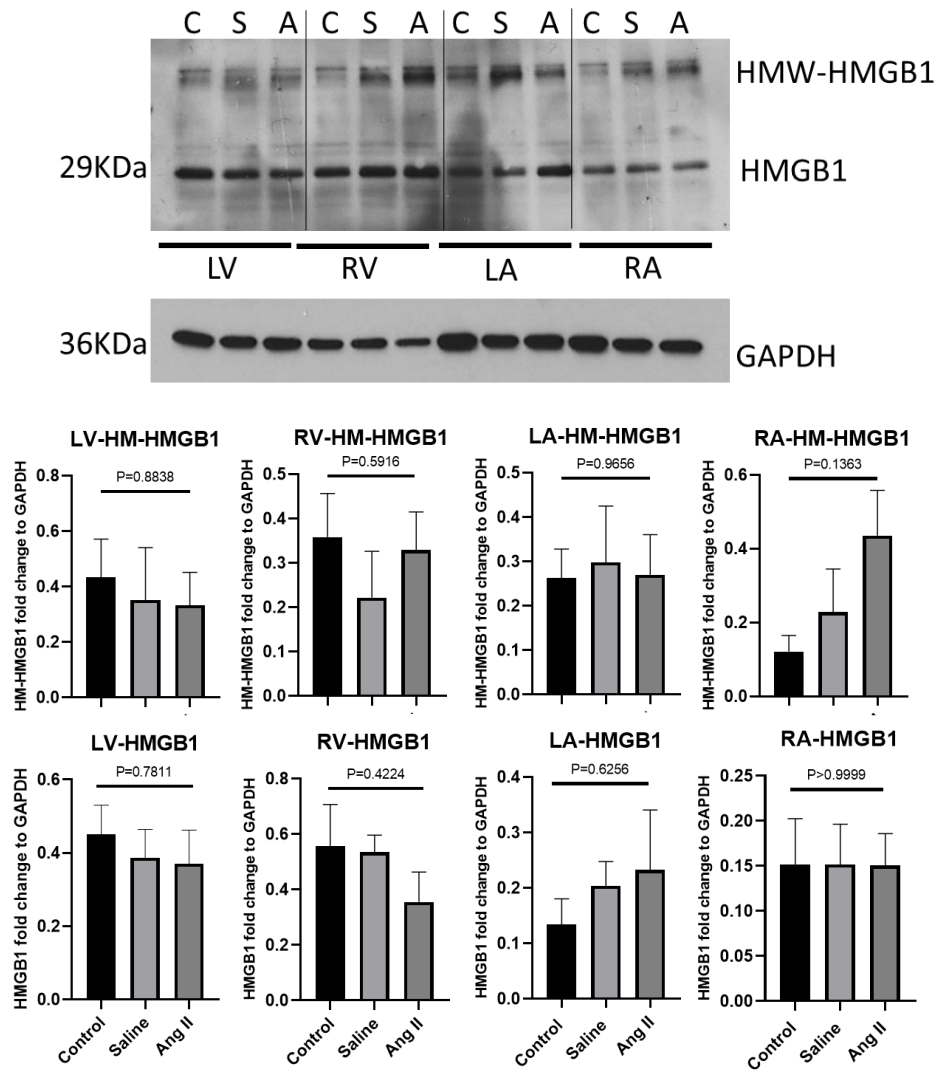 C S A C S A C S A C S A
HMW-HMGB1
29KDa
HMGB1
LV RV LA RA
36KDa
GAPDH
LV-HM-HMGB1
P=0.8838
HM-HMGB1 fold change to GAPDH
0.8
0.6
0.4
0.2
0.0
RV-HM-HMGB1
P=0.5916
HM-HMGB1 fold change to GAPDH
0.5
0.4
0.3
0.2
0.1
0.0
LA-HM-HMGB1
P=0.9656
HM-HMGB1 fold change to GAPDH
0.5
0.4
0.3
0.2
0.1
0.0
RA-HM-HMGB1
P=0.1363
HM-HMGB1 fold change to GAPDH
0.6
0.4
0.2
0.0
LV-HMGB1
P=0.7811
HMGB1 fold change to GAPDH
0.6
0.4
0.2
0.0
Control Saline Ang II
RV-HMGB1
P=0.4224
HMGB1 fold change to GAPDH
0.8
0.6
0.4
0.2
0.0
Control Saline Ang II
LA-HMGB1
P=0.6256
HMGB1 fold change to GAPDH
0.4
0.3
0.2
0.1
0.0
Control Saline Ang II
RA-HMGB1
P>0.9999
HMGB1 fold change to GAPDH
0.25
0.20
0.15
0.10
0.05
0.00
Control Saline Ang II